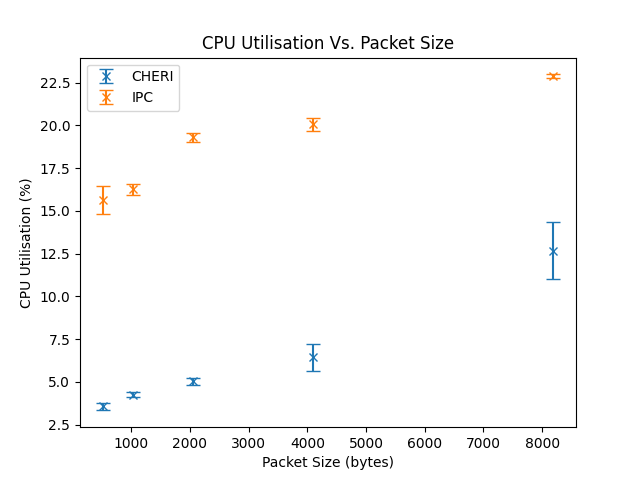 CPU Utilisation Vs. Packet Size
CHERI
IPC
CPU Utilisation (%)
22.5
20.0
17.5
15.0
12.5
10.0
7.5
5.0
2.5
1000 2000 3000 4000 5000 6000 7000 8000
Packet Size (bytes)